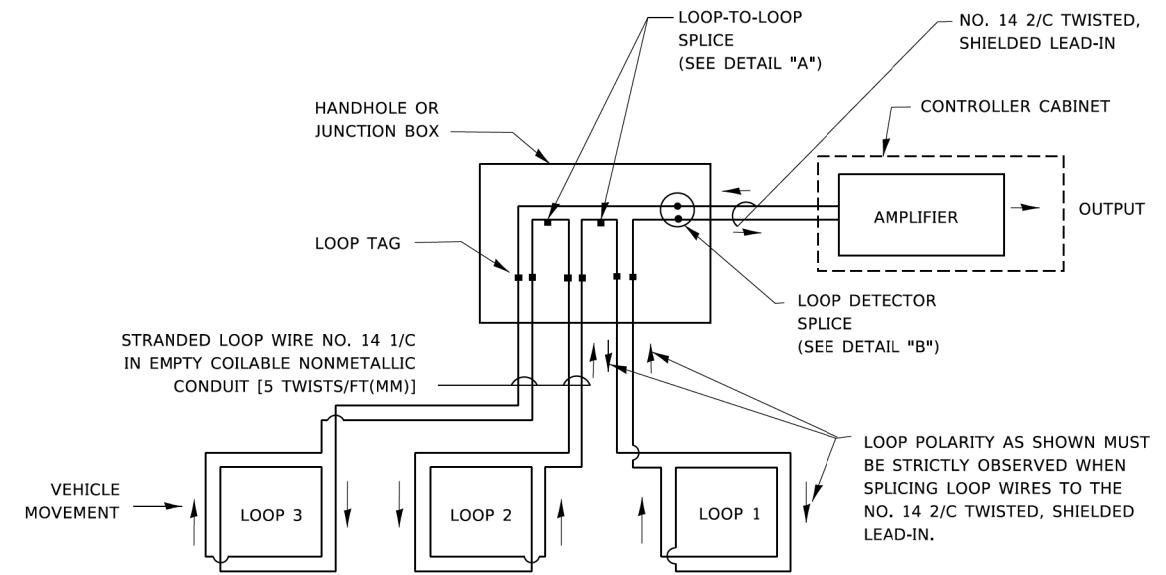 LOOP-TO-LOOP
SPLICE
(SEE DETAIL "A")
NO. 14 2/C TWISTED,
SHIELDED LEAD-IN
HANDHOLE OR
JUNCTION BOX
CONTROLLER CABINET
AMPLIFIER
OUTPUT
LOOP TAG
LOOP DETECTOR
SPLICE
(SEE DETAIL "B")
STRANDED LOOP WIRE NO. 14 1/C
IN EMPTY COILABLE NONMETALLIC
CONDUIT [5 TWISTS/FT(MM)]
LOOP POLARITY AS SHOWN MUST
BE STRICTLY OBSERVED WHEN
SPLICING LOOP WIRES TO THE
NO. 14 2/C TWISTED, SHIELDED
LEAD-IN.
VEHICLE
MOVEMENT
LOOP 3
LOOP 2
LOOP 1